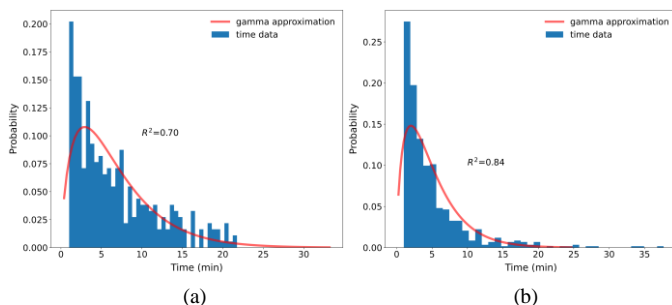 gamma approximation
time data
R²=0.70
Probability
0.200
0.175
0.150
0.125
0.100
0.075
0.050
0.025
0.000
0 5 10 15 20 25 30
Time (min)
(a)
gamma approximation
time data
R²=0.84
Probability
0.25
0.20
0.15
0.10
0.05
0.00
0 5 10 15 20 25 30 35
Time (min)
(b)